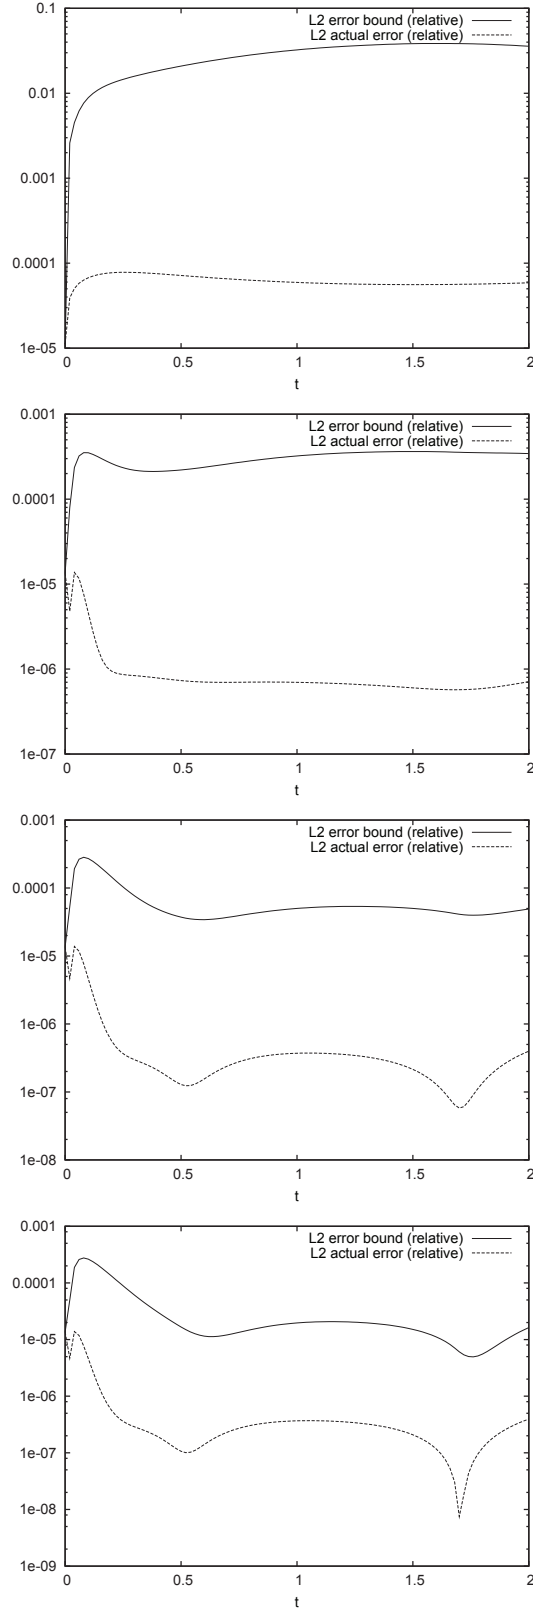 0.1
L2 error bound (relative)
L2 actual error (relative)
0.01
0.001
0.0001
1e-05
0 0.5 1 1.5 2
t
0.001
L2 error bound (relative)
L2 actual error (relative)
0.0001
1e-05
1e-06
1e-07
0 0.5 1 1.5 2
t
0.001
L2 error bound (relative)
L2 actual error (relative)
0.0001
1e-05
1e-06
1e-07
1e-08
0 0.5 1 1.5 2
t
0.001
L2 error bound (relative)
L2 actual error (relative)
0.0001
1e-05
1e-06
1e-07
1e-08
1e-09
0 0.5 1 1.5 2
t